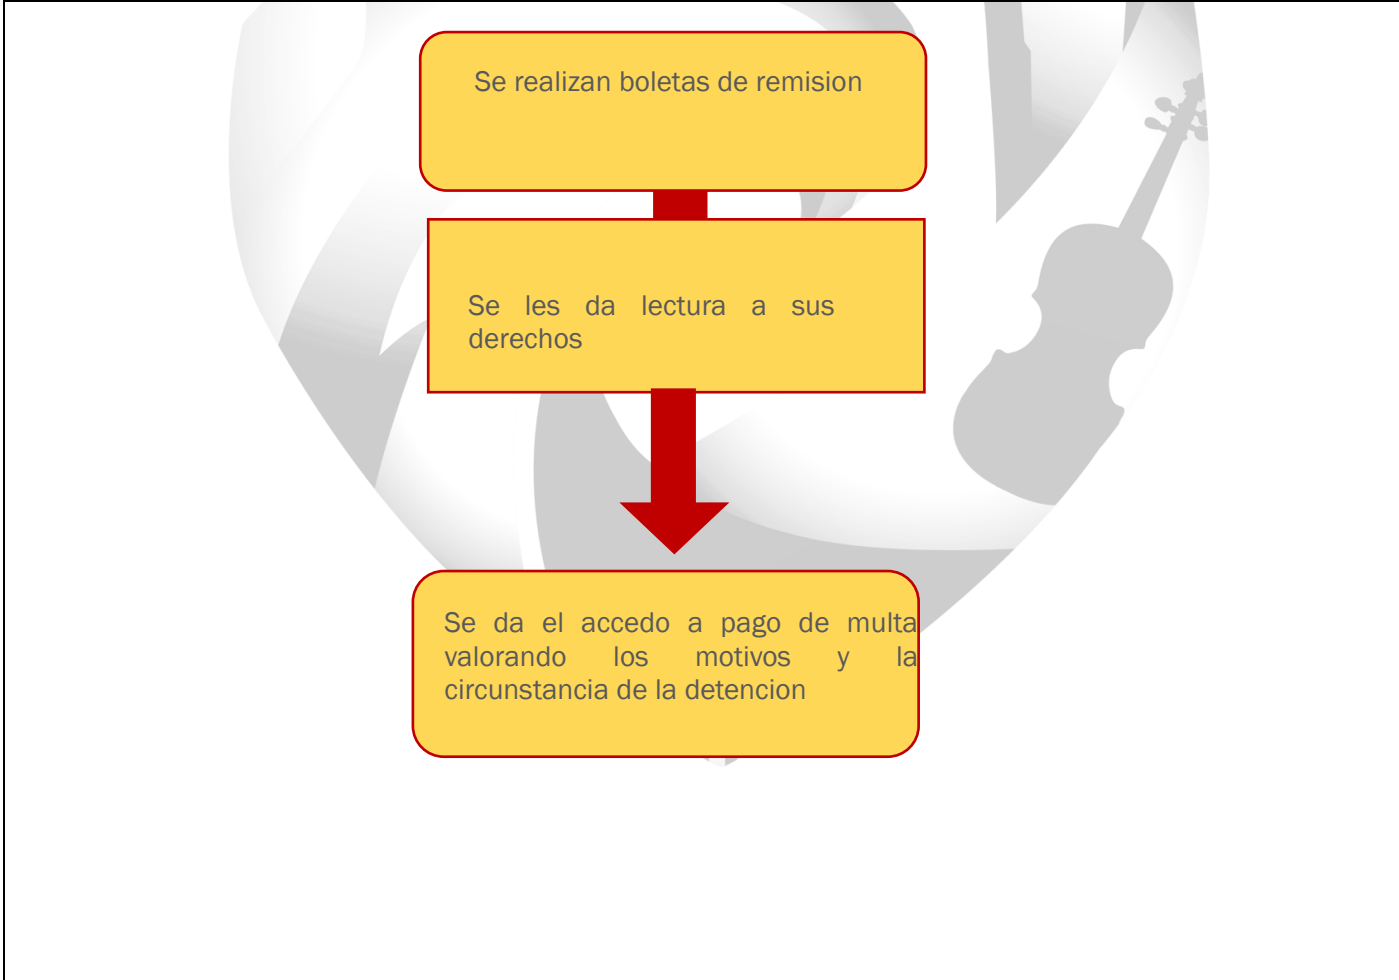 Se realizan boletas de remision
Se les da lectura a sus
derechos
Se da el accedo a pago de multa
valorando los motivos y la
circunstancia de la detencion